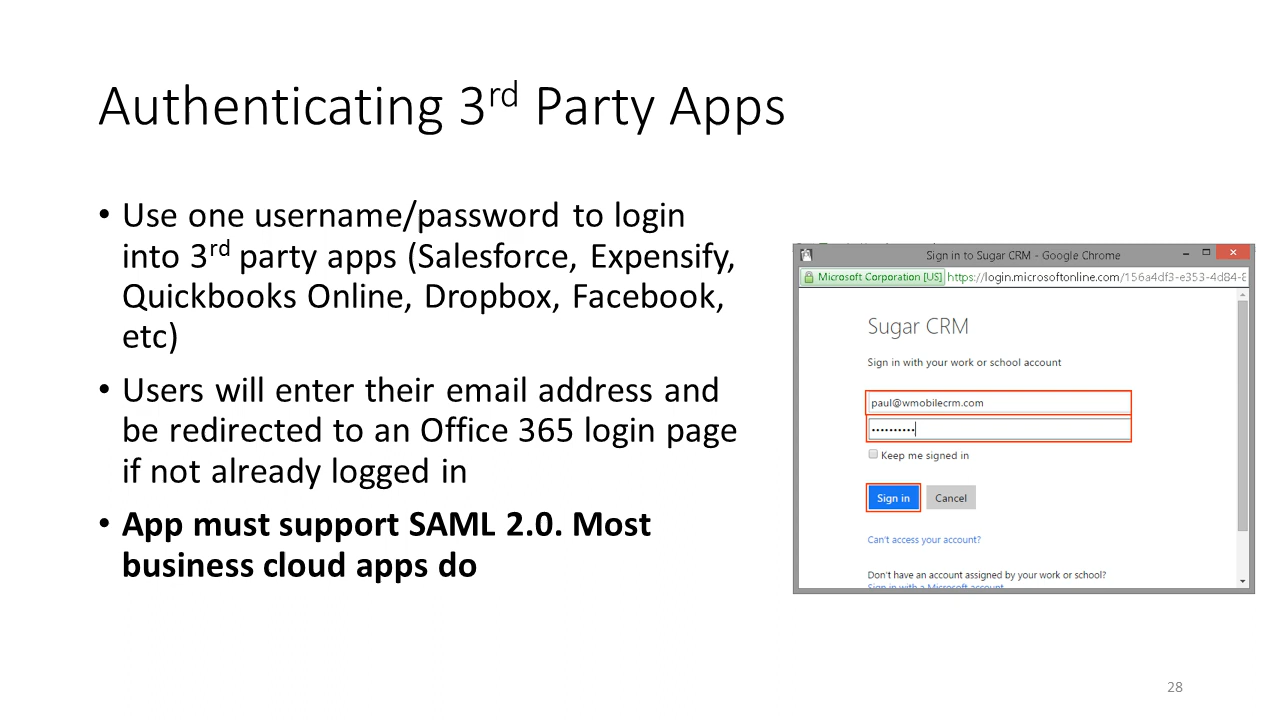 Authenticating 3rd Party Apps
• Use one username/password to login
into 3rd party apps (Salesforce, Expensify,
Quickbooks Online, Dropbox, Facebook,
etc)
• Users will enter their email address and
be redirected to an Office 365 login page
if not already logged in
• App must support SAML 2.0. Most
business cloud apps do
Sign in to Sugar CRM - Google Chrome
Microsoft Corporation [US] https://login.microsoftonline.com/156a4df3-e353-4d84-8
Sugar CRM
Sign in with your work or school account
paul@wmobilecrm.com
••••••••••
Keep me signed in
Sign in Cancel
Can't access your account?
Don't have an account assigned by your work or school?
Sign in with a Microsoft account
28